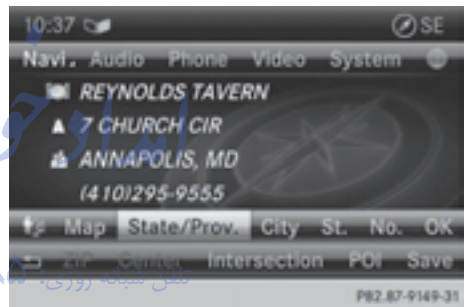 10:37 SE
Navi. Audio Phone Video System
REYNOLDS TAVERN
7 CHURCH CIR
ANNAPOLIS, MD
(410)295-9555
Map State/Prov. City St. No. OK
ZIP Center Intersection POI Save
P82.87-9149-31